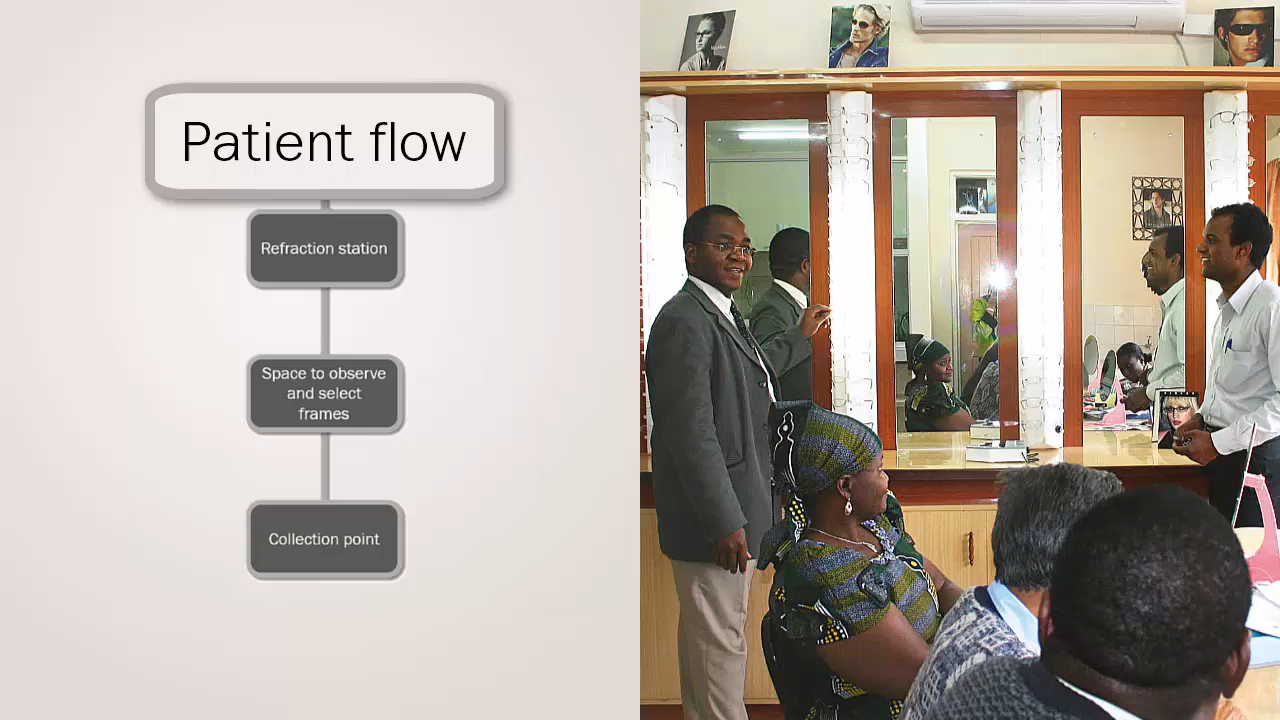 Patient flow
Refraction station
Space to observe
and select
frames
Collection point